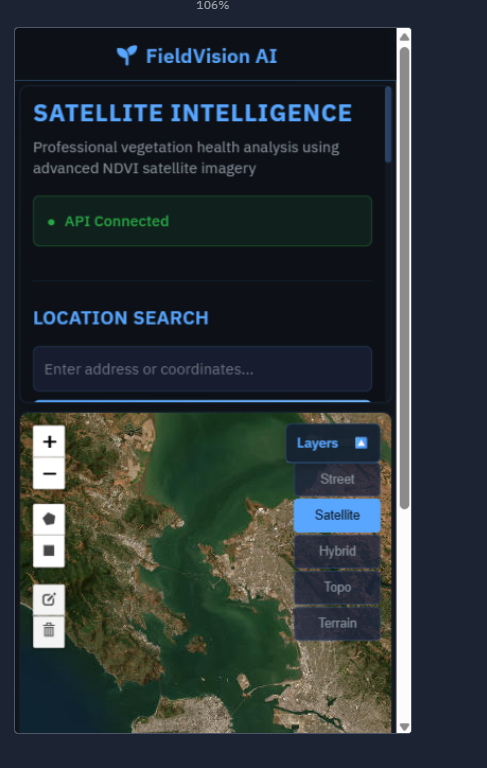 106%
FieldVision AI
SATELLITE INTELLIGENCE
Professional vegetation health analysis using
advanced NDVI satellite imagery
● API Connected
LOCATION SEARCH
Enter address or coordinates...
+
−
Layers
Street
Satellite
Hybrid
Topo
Terrain